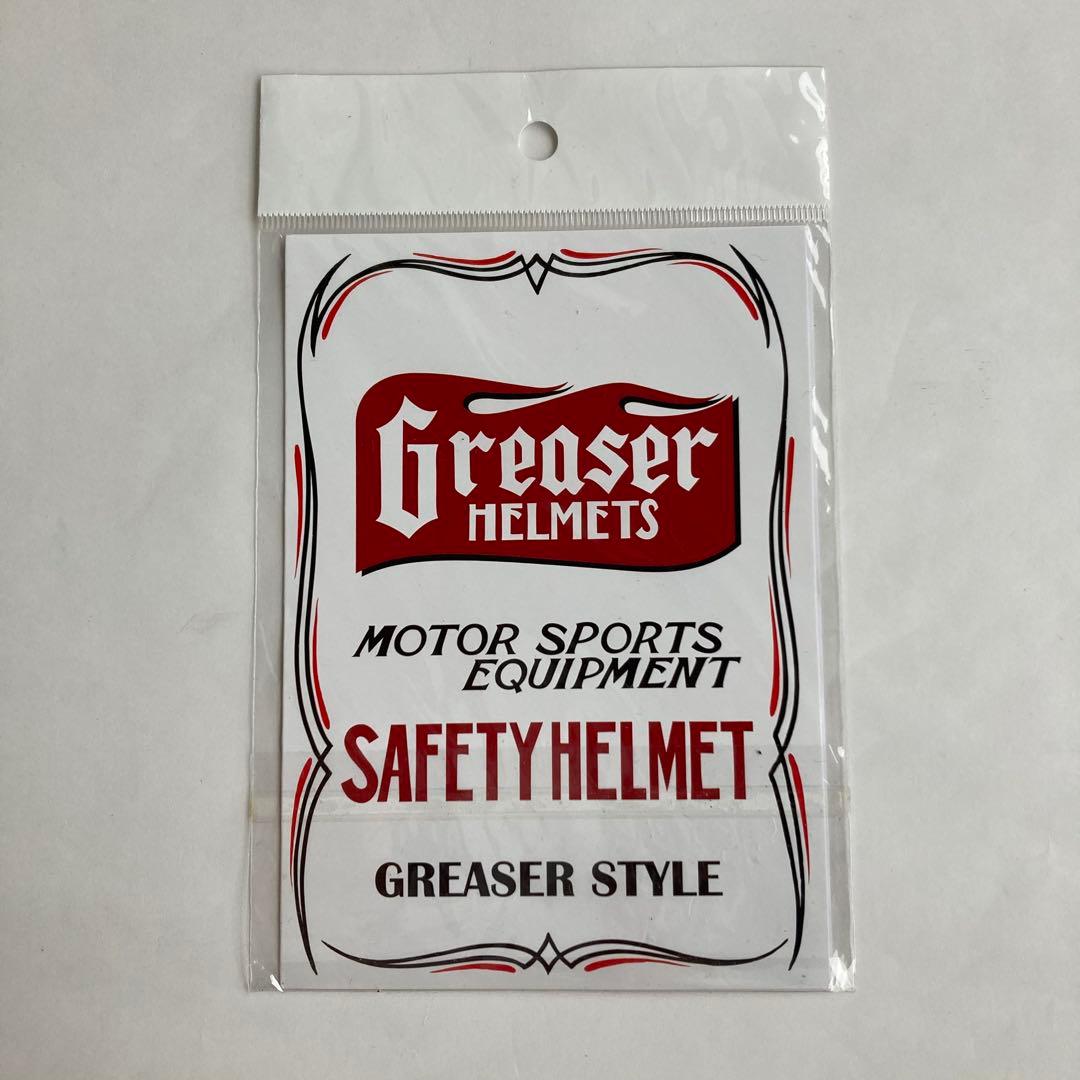 Greaser
HELMETS
MOTOR SPORTS
EQUIPMENT
SAFETY HELMET
GREASER STYLE